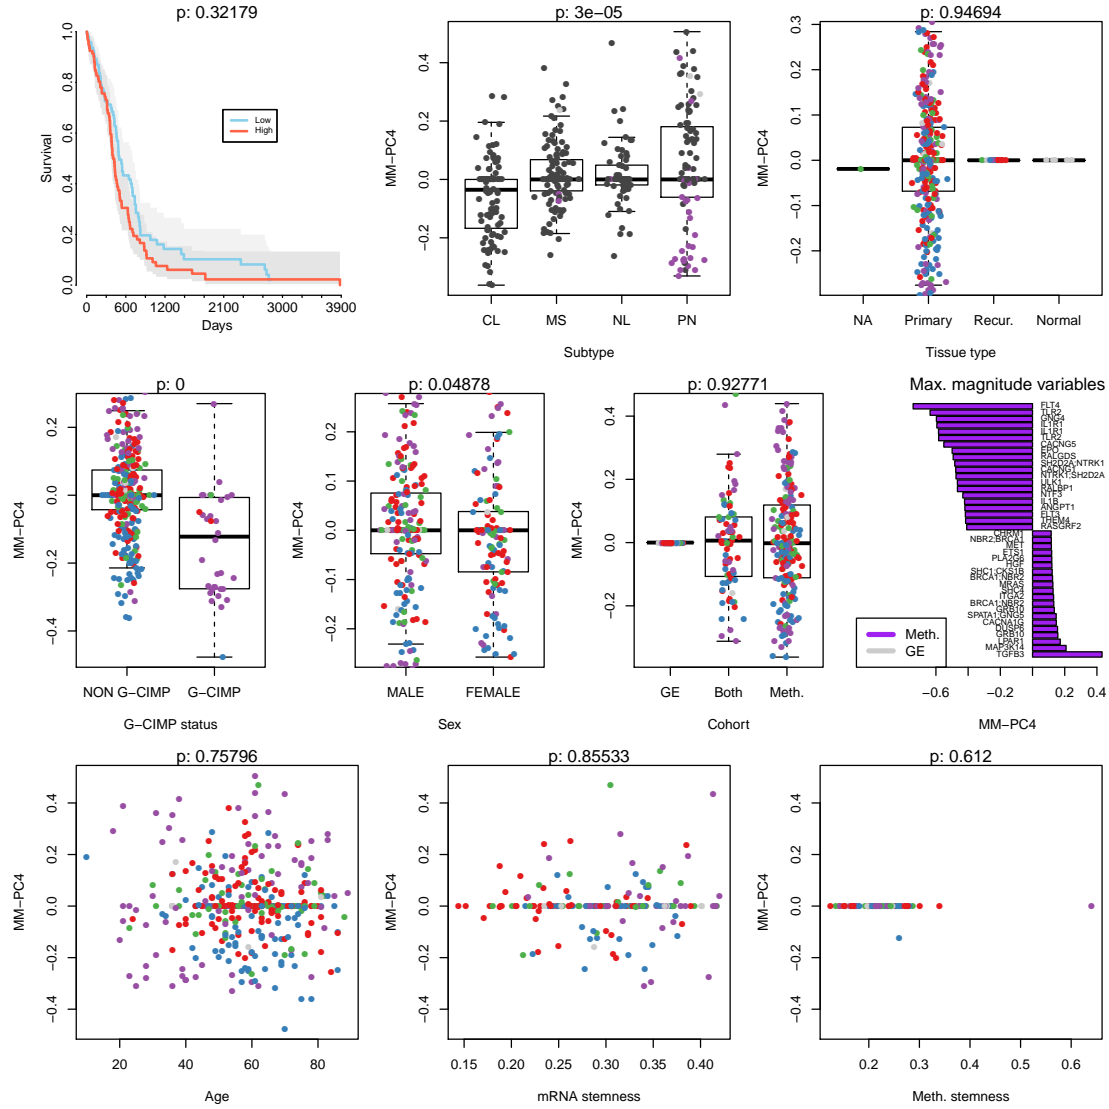 p: 0.32179
Survival
1.0
0.8
0.6
0.4
0.2
0.0
Low
High
0 600 1200 2100 3000 3900
Days
p: 3e−05
MM−PC4
0.4
0.2
0.0
−0.2
CL MS NL PN
Subtype
p: 0.94694
MM−PC4
0.3
0.2
0.1
0.0
−0.1
−0.2
NA Primary Recur. Normal
Tissue type
p: 0
MM−PC4
0.2
0.0
−0.2
−0.4
NON G−CIMP G−CIMP
G−CIMP status
p: 0.04878
MM−PC4
0.2
0.1
0.0
−0.1
−0.2
MALE FEMALE
Sex
p: 0.92771
MM−PC4
0.4
0.2
0.0
−0.2
GE Both Meth.
Cohort
Max. magnitude variables
FLT4
TLR2
GNG4
IL1R1
IL1R1
TLR2
CACNG5
EPO
RALGDS
SH2D2A;NTRK1
CACNG1
NTRK1;SH2D2A
ULK1
RALBP1
NTF3
IL1B
ANGPT1
FLT3
THEM4
RASGRF2
CHRM1
NBR2;BRCA1
MET
ETS1
PLA2G6
HGF
SHC1;CKS1B
BRCA1;NBR2
MRAS
SHC4
ITGA2
BRCA1;NBR2
GRB10
SPATA1;GNG5
CACNA1G
DUSP6
GRB10
LPAR1
MAP3K14
TGFB3
Meth.
GE
−0.6 −0.2 0.2 0.4
MM−PC4
p: 0.75796
MM−PC4
0.4
0.2
0.0
−0.2
−0.4
20 40 60 80
Age
p: 0.85533
MM−PC4
0.4
0.2
0.0
−0.2
−0.4
0.15 0.20 0.25 0.30 0.35 0.40
mRNA stemness
p: 0.612
MM−PC4
0.4
0.2
0.0
−0.2
−0.4
0.2 0.3 0.4 0.5 0.6
Meth. stemness